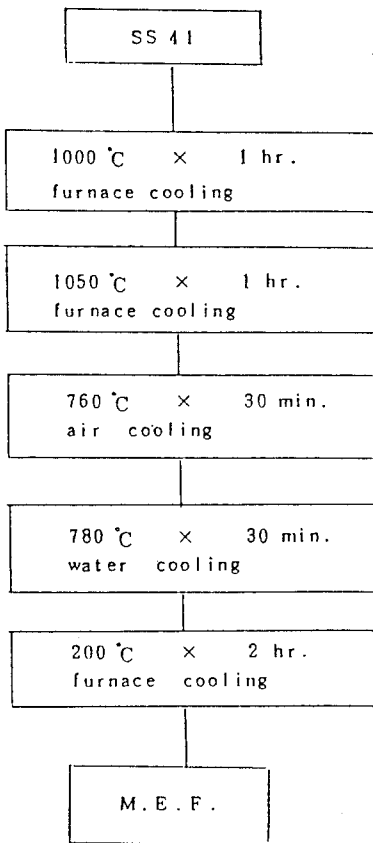 SS 41
1000 °C × 1 hr.
furnace cooling
1050 °C × 1 hr.
furnace cooling
760 °C × 30 min.
air cooling
780 °C × 30 min.
water cooling
200 °C × 2 hr.
furnace cooling
M. E. F.